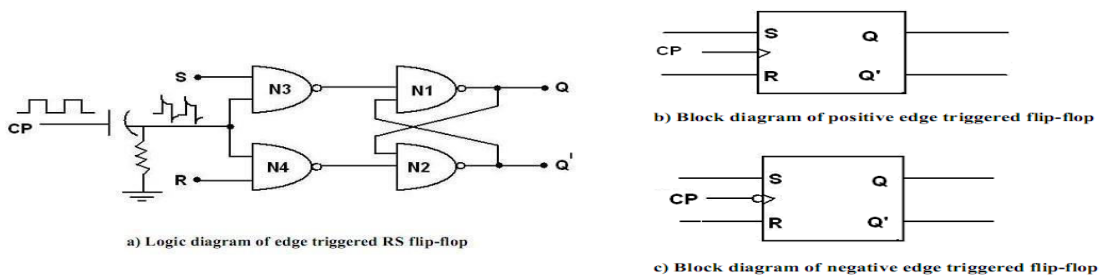 S
N3
N1
Q
CP
N4
N2
Q'
R
a) Logic diagram of edge triggered RS flip-flop
S Q
CP
R Q'
b) Block diagram of positive edge triggered flip-flop
S Q
CP
R Q'
c) Block diagram of negative edge triggered flip-flop